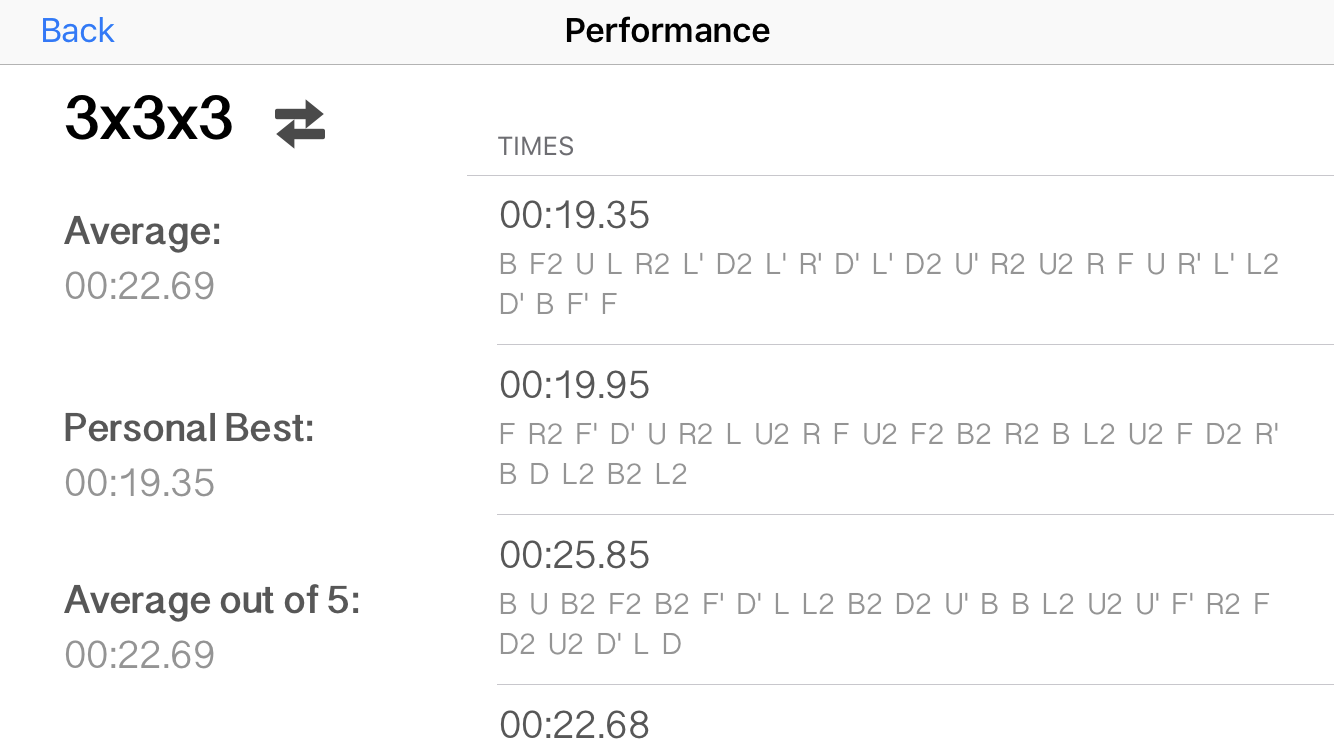 Back
Performance
3x3x3
Average:
00:22.69
Personal Best:
00:19.35
Average out of 5:
00:22.69
TIMES
00:19.35
B F2 U L R2 L' D2 L' R' D' L' D2 U' R2 U2 R F U R' L' L2
D' B F' F
00:19.95
F R2 F' D' U R2 L U2 R F U2 F2 B2 R2 B L2 U2 F D2 R'
B D L2 B2 L2
00:25.85
B U B2 F2 B2 F' D' L L2 B2 D2 U' B B L2 U2 U' F' R2 F
D2 U2 D' L D
00:22.68